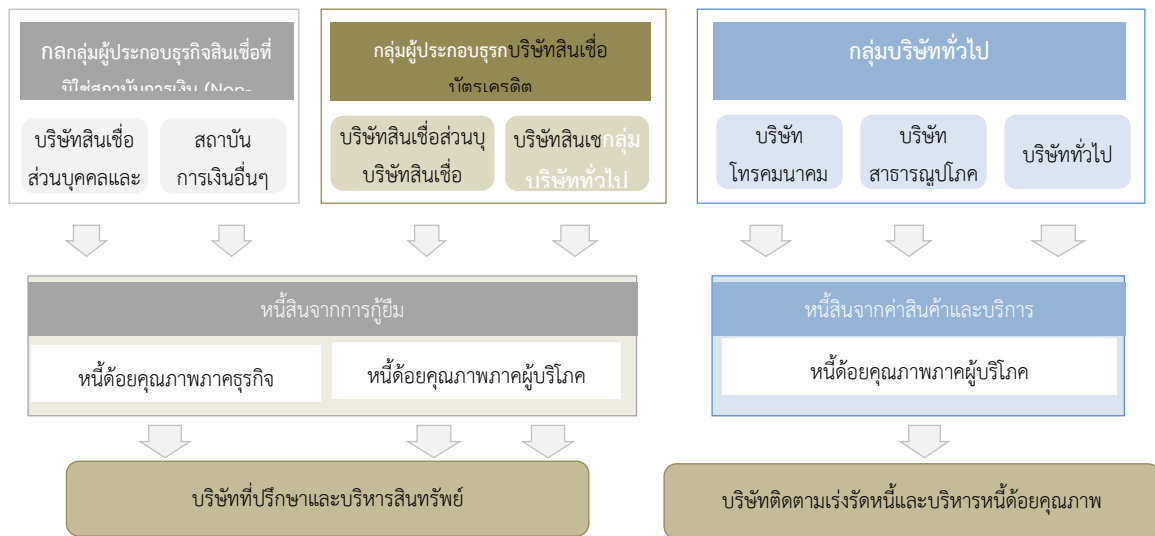 กลกลุ่มผู้ประกอบธุรกิจสินเชื่อที่
มิใช่สถาบันการเงิน (Non-
กลุ่มผู้ประกอบธุรกบริษัทสินเชื่อ
บัตรเครดิต
กลุ่มบริษัททั่วไป
บริษัทสินเชื่อ
ส่วนบุคคลและ
สถาบัน
การเงินอื่นๆ
บริษัทสินเชื่อส่วนบุ
บริษัทสินเชื่อ
บริษัทสินเชกลุ่ม
บริษัททั่วไป
บริษัท
โทรคมนาคม
บริษัท
สาธารณูปโภค
บริษัททั่วไป
หนี้สินจากการกู้ยืม
หนี้สินจากค่าสินค้าและบริการ
หนี้ด้อยคุณภาพภาคธุรกิจ
หนี้ด้อยคุณภาพภาคผู้บริโภค
หนี้ด้อยคุณภาพภาคผู้บริโภค
บริษัทที่ปรึกษาและบริหารสินทรัพย์
บริษัทติดตามเร่งรัดหนี้และบริหารหนี้ด้อยคุณภาพ